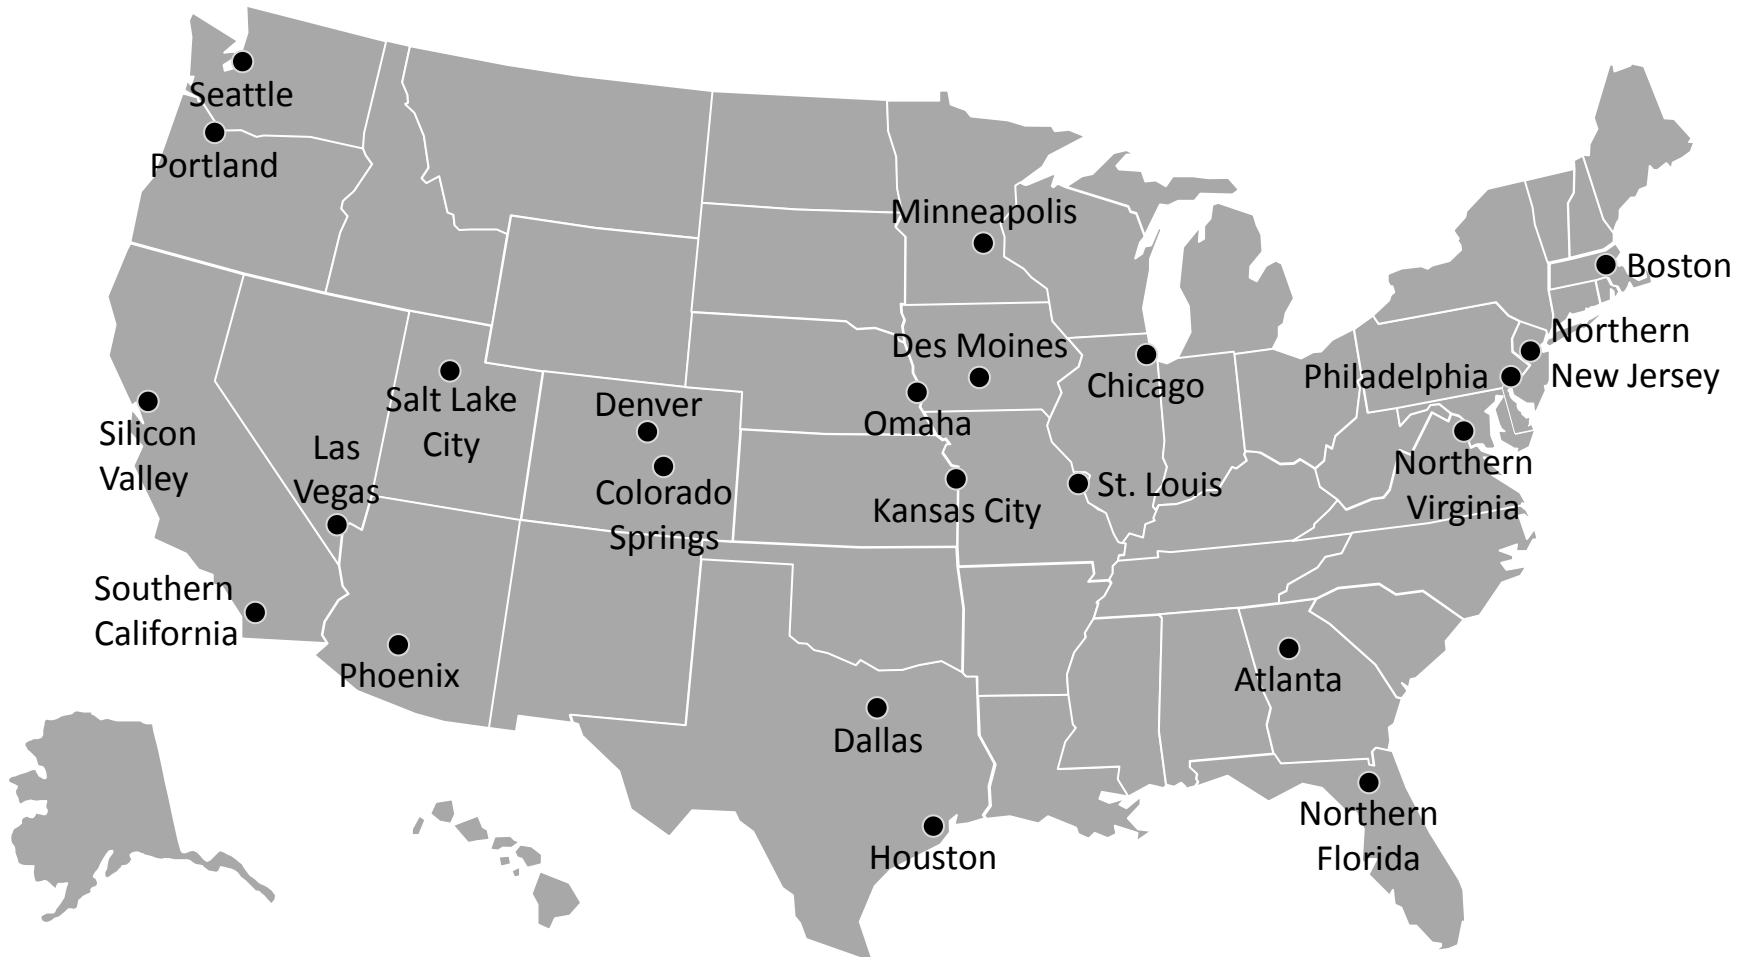 Seattle
Portland
Minneapolis
Boston
Northern
New Jersey
Des Moines
Philadelphia
Chicago
Salt Lake
City
Denver
Omaha
Silicon
Valley
Las
Vegas
Northern
Virginia
Colorado
Springs
St. Louis
Kansas City
Southern
California
Phoenix
Atlanta
Dallas
Northern
Florida
Houston